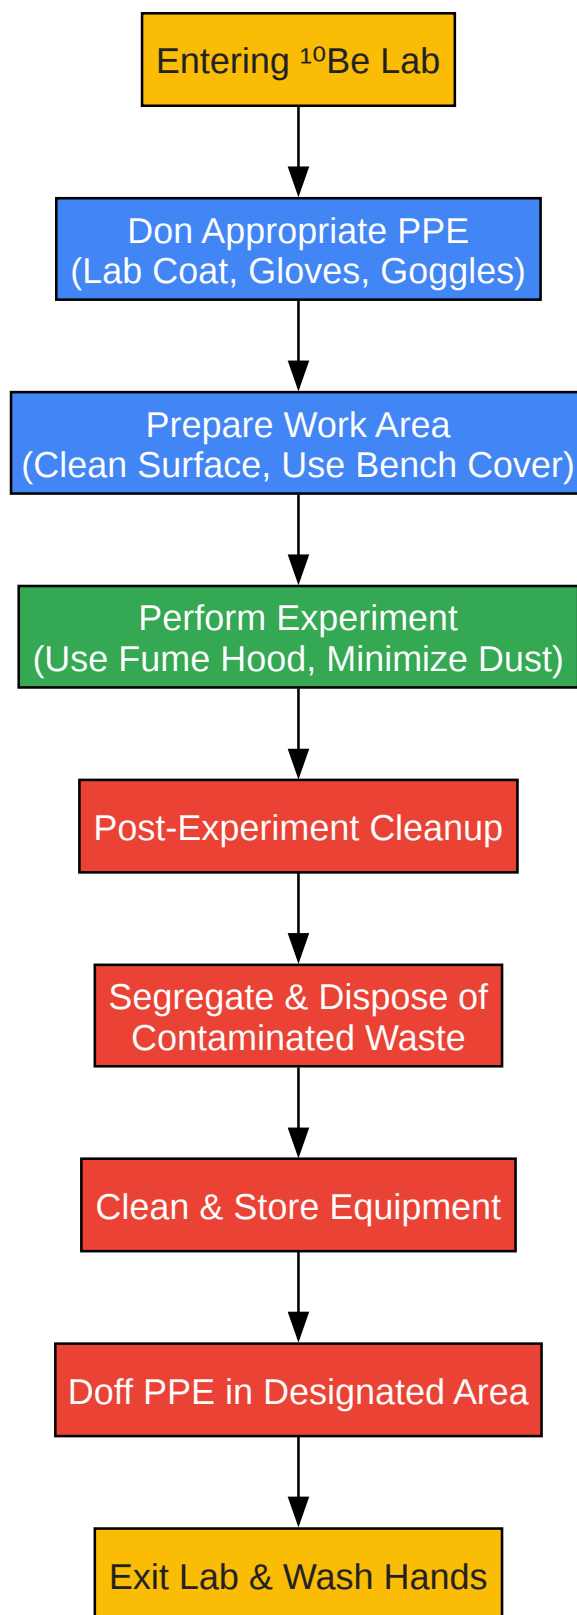 Entering ¹⁰Be Lab
Don Appropriate PPE
(Lab Coat, Gloves, Goggles)
Prepare Work Area
(Clean Surface, Use Bench Cover)
Perform Experiment
(Use Fume Hood, Minimize Dust)
Post-Experiment Cleanup
Segregate & Dispose of
Contaminated Waste
Clean & Store Equipment
Doff PPE in Designated Area
Exit Lab & Wash Hands